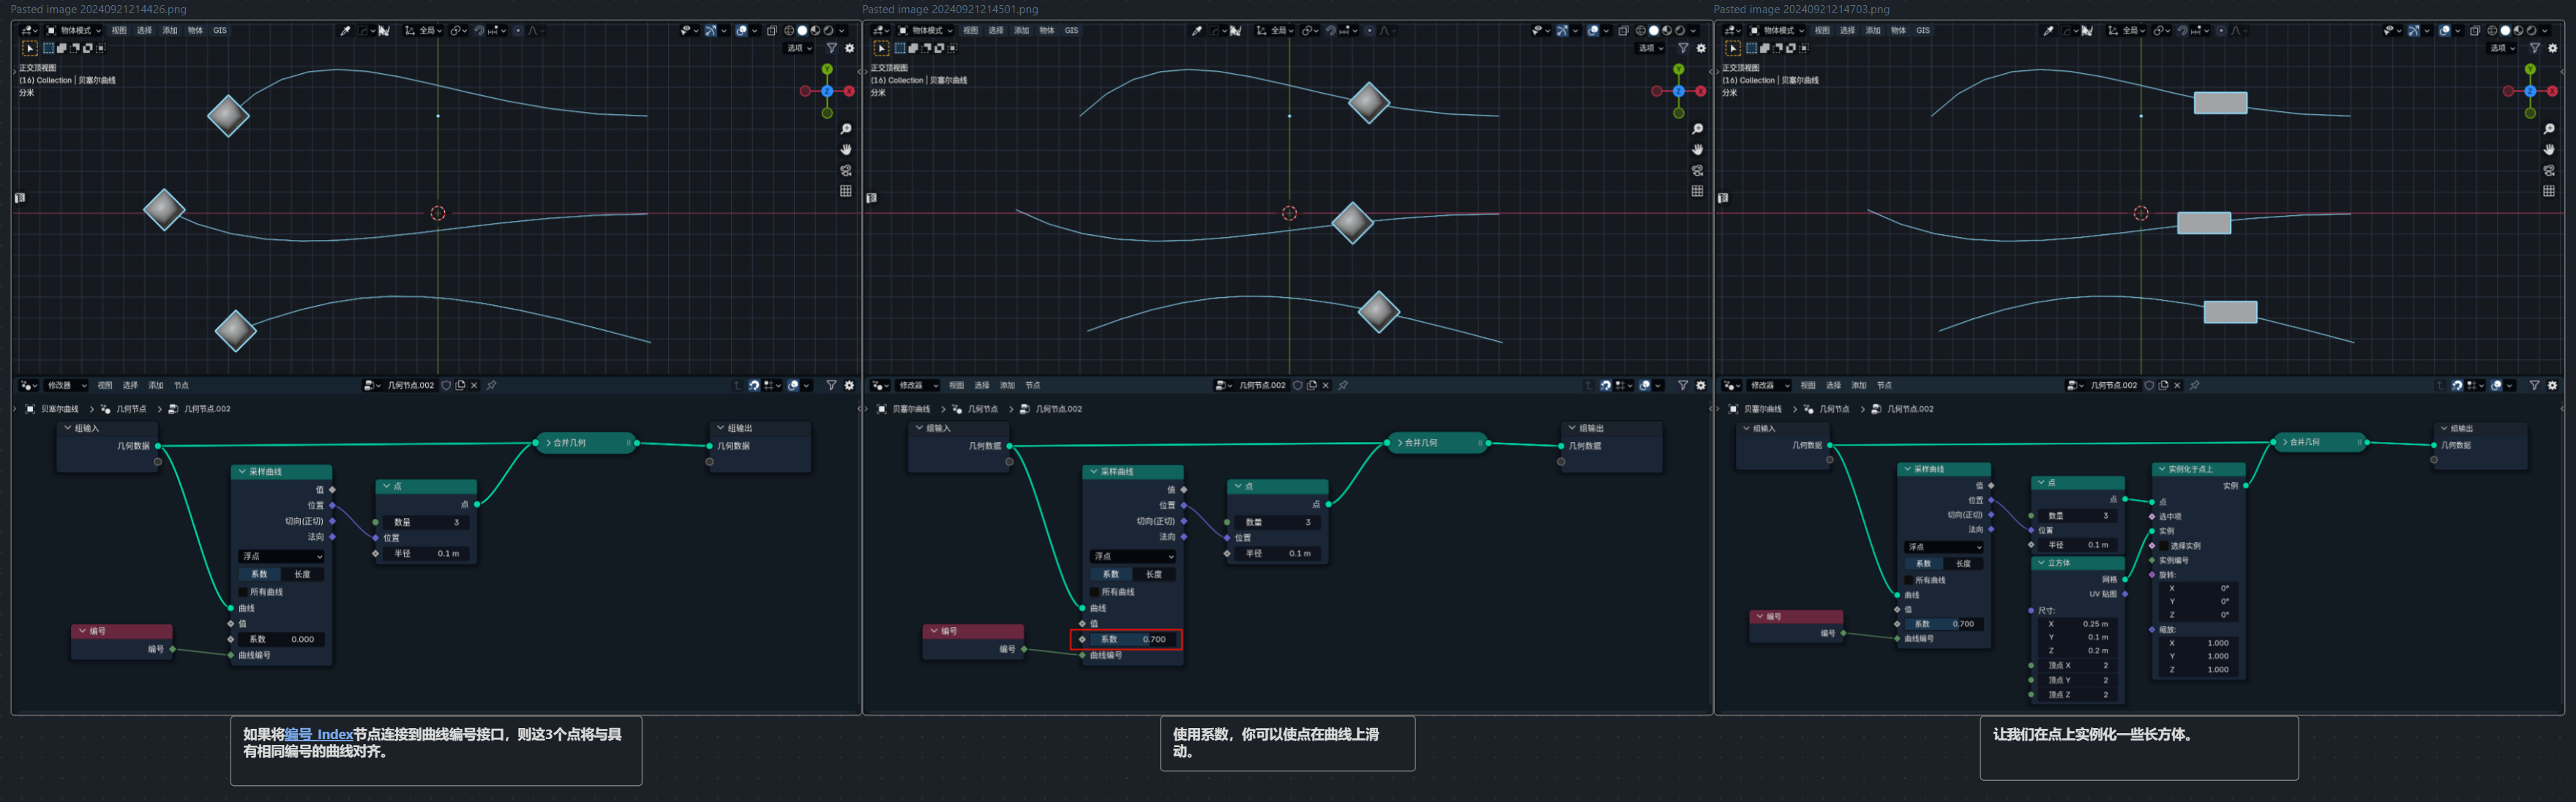 Pasted image 20240921214426.png
物体模式
视图
选择
添加
物体
GIS
全局
选项
正交顶视图
(16) Collection | 贝塞尔曲线
分米
Y
Z
X
修改器
视图
选择
添加
节点
几何节点.002
贝塞尔曲线
几何节点
几何节点.002
组输入
几何数据
合并几何
组输出
几何数据
采样曲线
值
位置
切向(正切)
法向
浮点
系数
长度
所有曲线
曲线
值
系数 0.000
曲线编号
点
点
数量 3
位置
半径 0.1 m
编号
编号
如果将编号 Index节点连接到曲线编号接口，则这3个点将与具
有相同编号的曲线对齐。
Pasted image 20240921214501.png
物体模式
视图
选择
添加
物体
GIS
全局
选项
正交顶视图
(16) Collection | 贝塞尔曲线
分米
Y
Z
X
修改器
视图
选择
添加
节点
几何节点.002
贝塞尔曲线
几何节点
几何节点.002
组输入
几何数据
合并几何
组输出
几何数据
采样曲线
值
位置
切向(正切)
法向
浮点
系数
长度
所有曲线
曲线
值
系数 0.700
曲线编号
点
点
数量 3
位置
半径 0.1 m
编号
编号
使用系数，你可以使点在曲线上滑
动。
Pasted image 20240921214703.png
物体模式
视图
选择
添加
物体
GIS
全局
选项
正交顶视图
(16) Collection | 贝塞尔曲线
分米
Y
Z
X
修改器
视图
选择
添加
节点
几何节点.002
贝塞尔曲线
几何节点
几何节点.002
组输入
几何数据
合并几何
组输出
几何数据
采样曲线
值
位置
切向(正切)
法向
浮点
系数
长度
所有曲线
曲线
值
系数 0.700
曲线编号
编号
编号
点
点
数量 3
位置
半径 0.1 m
立方体
网格
UV 贴图
尺寸:
X 0.25 m
Y 0.1 m
Z 0.2 m
顶点 X 2
顶点 Y 2
顶点 Z 2
实例化于点上
实例
点
选中项
实例
选择实例
实例编号
旋转:
X 0°
Y 0°
Z 0°
缩放:
X 1.000
Y 1.000
Z 1.000
让我们在点上实例化一些长方体。